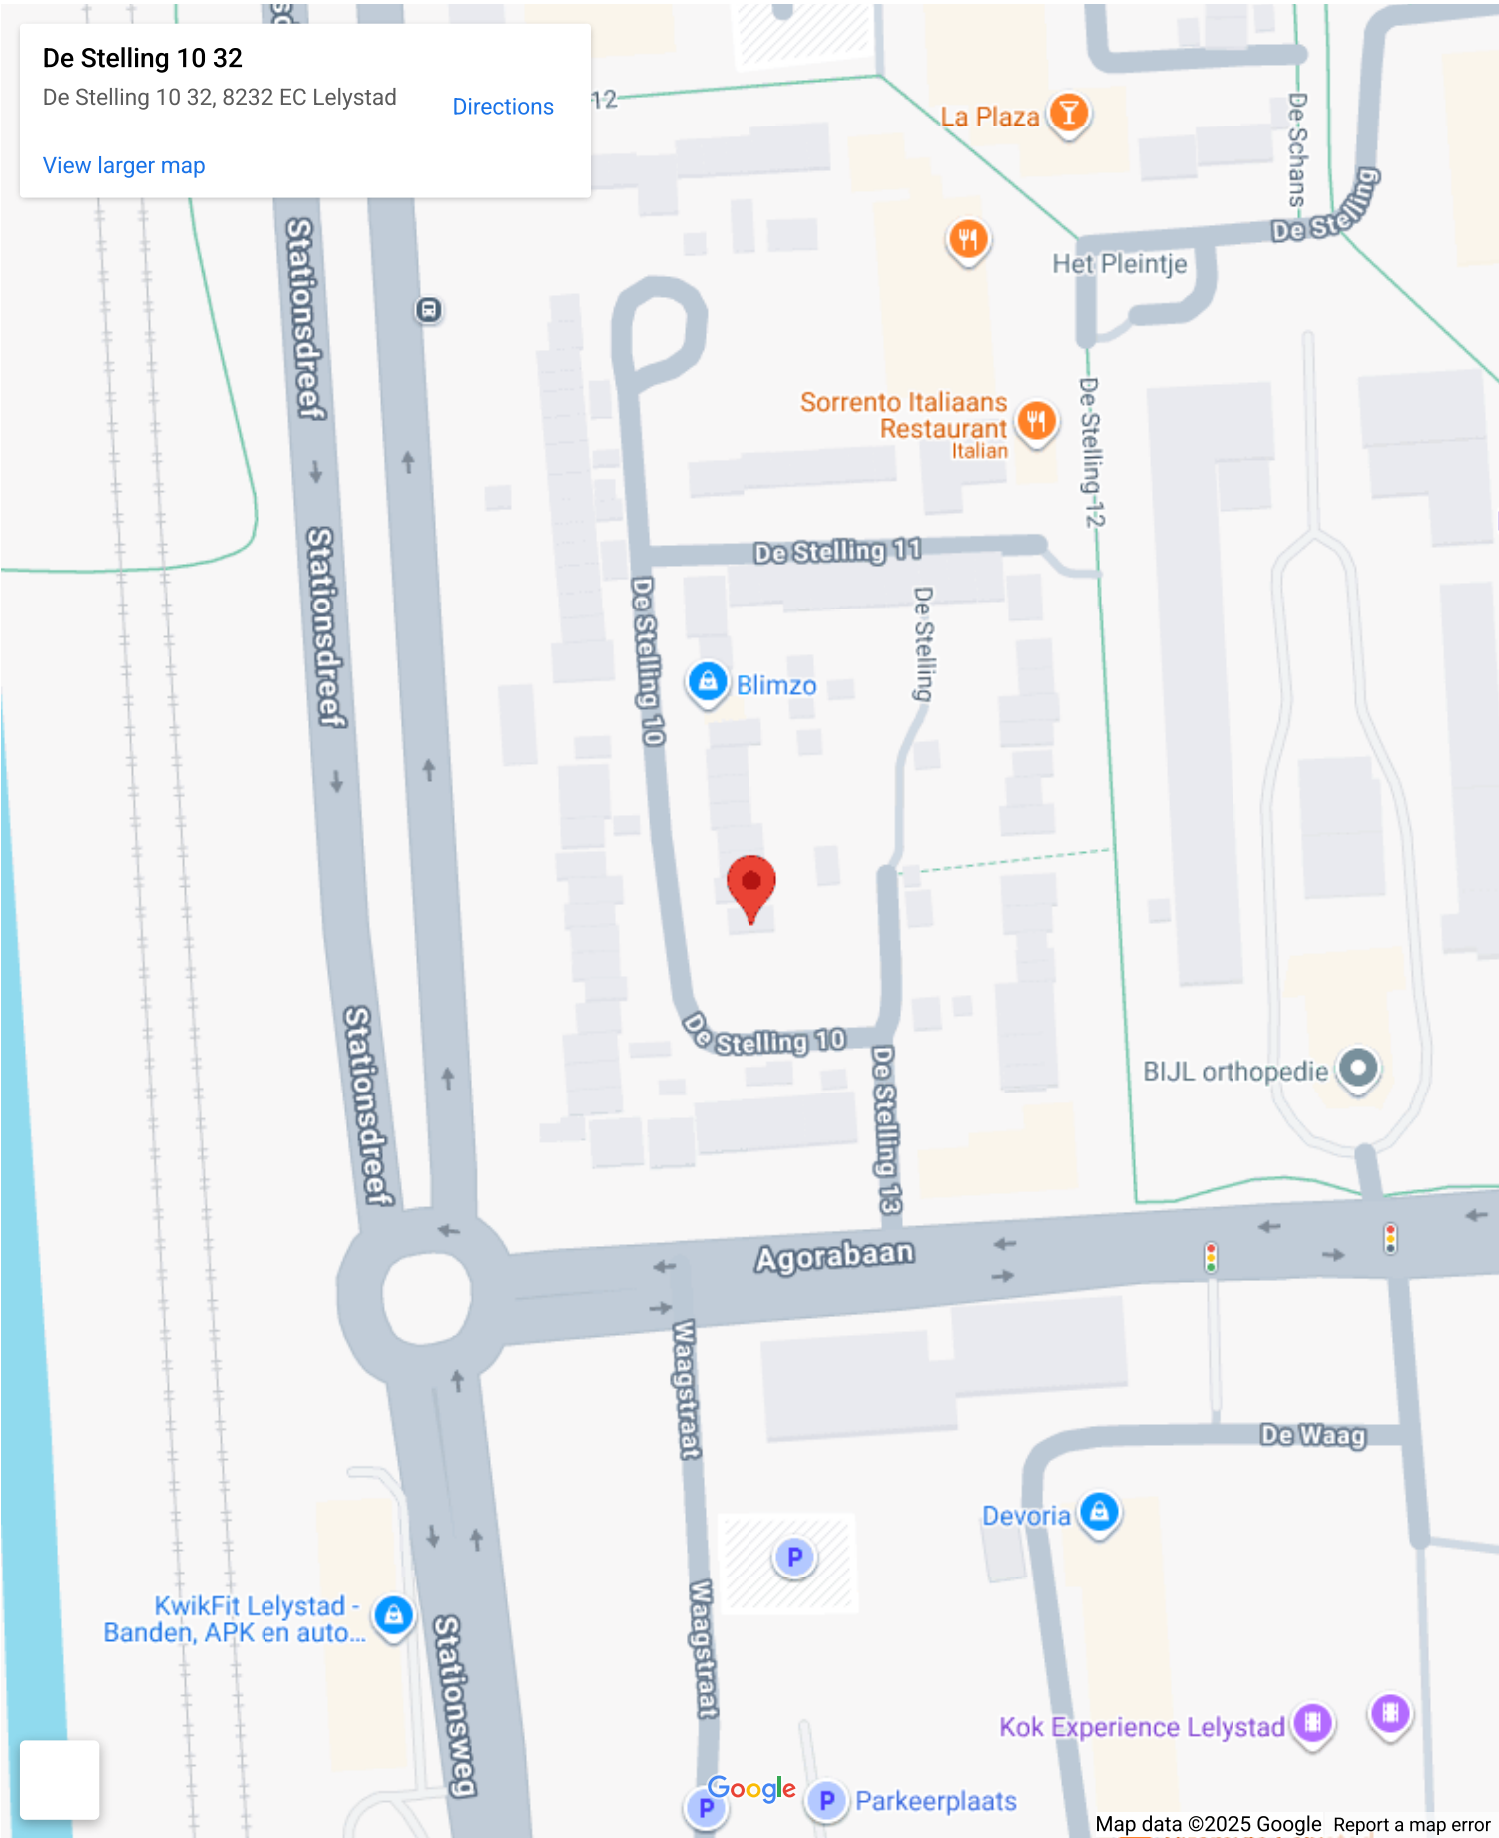 De Stelling 10 32
De Stelling 10 32, 8232 EC Lelystad
Directions
View larger map
12
La Plaza
De Schans
De Stelling
Het Pleintje
Stationsdreef
Sorrento Italiaans
Restaurant
Italian
De Stelling 12
Stationsdreef
De Stelling 11
De Stelling 10
De Stelling
Blimzo
Stationsdreef
De Stelling 10
De Stelling 13
BIJL orthopedie
Agorabaan
Waagstraat
De Waag
Devoria
P
KwikFit Lelystad -
Banden, APK en auto...
Waagstraat
Stationsweg
Kok Experience Lelystad
Google
P
P
Parkeerplaats
Map data ©2025 Google
Report a map error